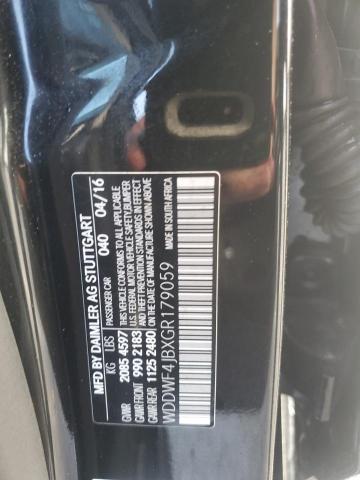 MFD BY DAIMLER AG STUTTGART
PASSENGER CAR 040 04/16
KG LBS
GVWR 2085 4597 THIS VEHICLE CONFORMS TO ALL APPLICABLE
GAWR FRONT 990 2183 U.S. FEDERAL MOTOR VEHICLE SAFETY, BUMPER
GAWR REAR 1125 2480 AND THEFT PREVENTION STANDARDS IN EFFECT
ON THE DATE OF MANUFACTURE SHOWN ABOVE
WDDWF4JBXGR179059
MADE IN SOUTH AFRICA